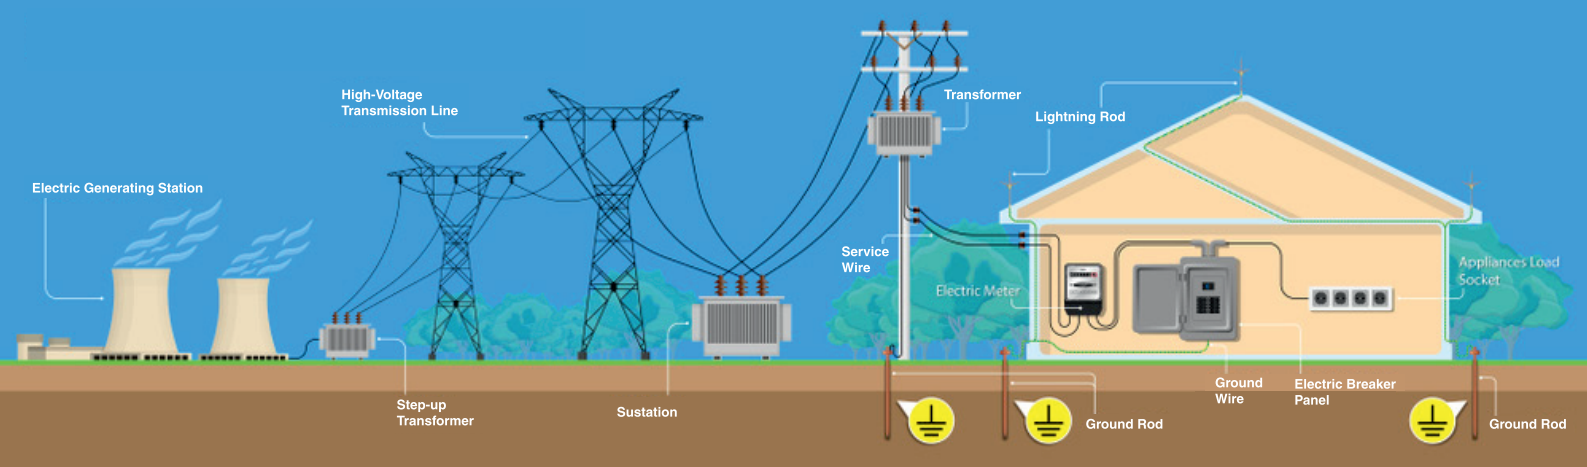 Electric Generating Station
High-Voltage
Transmission Line
Step-up
Transformer
Sustation
Transformer
Service
Wire
Lightning Rod
Electric Meter
Appliances Load
Socket
Ground
Wire
Electric Breaker
Panel
Ground Rod
Ground Rod